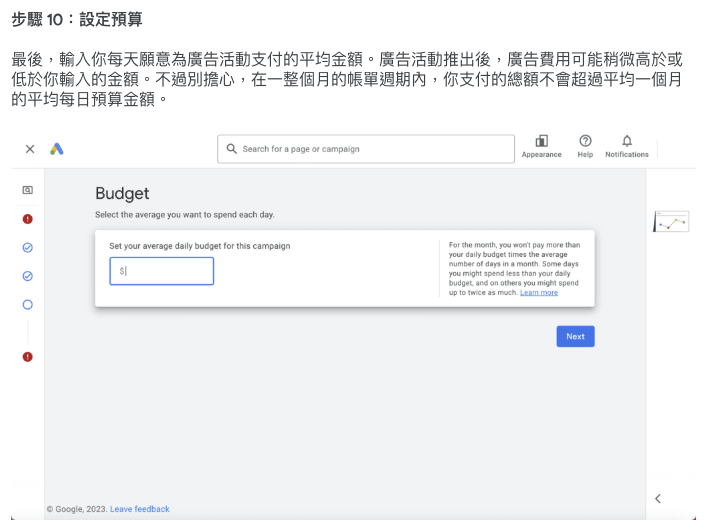 步驟 10：設定預算
最後，輸入你每天願意為廣告活動支付的平均金額。廣告活動推出後，廣告費用可能稍微高於或
低於你輸入的金額。不過別擔心，在一整個月的帳單週期內，你支付的總額不會超過平均一個月
的平均每日預算金額。
Search for a page or campaign
Appearance
Help
Notifications
Budget
Select the average you want to spend each day.
Set your average daily budget for this campaign
$
For the month, you won't pay more than
your daily budget times the average
number of days in a month. Some days
you might spend less than your daily
budget, and on others you might spend
up to twice as much. Learn more
Next
© Google, 2023. Leave feedback